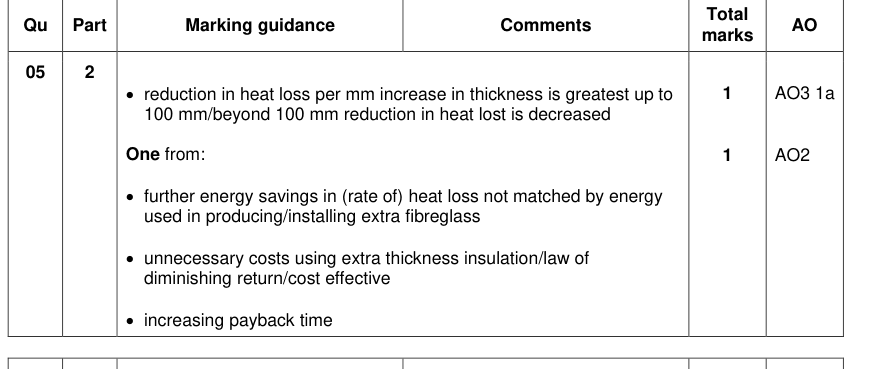 Qu Part Marking guidance Comments Total marks AO
05 2
• reduction in heat loss per mm increase in thickness is greatest up to 1 AO3 1a
100 mm/beyond 100 mm reduction in heat lost is decreased
One from: 1 AO2
• further energy savings in (rate of) heat loss not matched by energy
used in producing/installing extra fibreglass
• unnecessary costs using extra thickness insulation/law of
diminishing return/cost effective
• increasing payback time